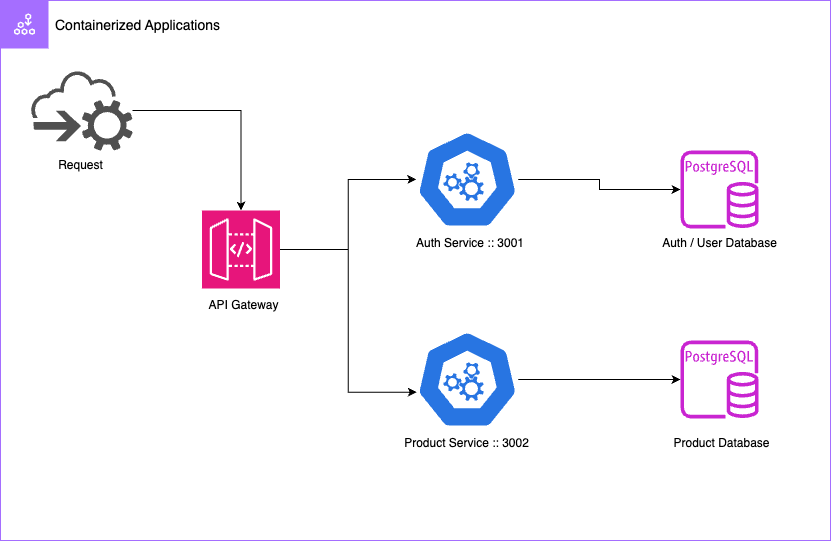 Containerized Applications
Request
API Gateway
Auth Service :: 3001
PostgreSQL
Auth / User Database
Product Service :: 3002
PostgreSQL
Product Database